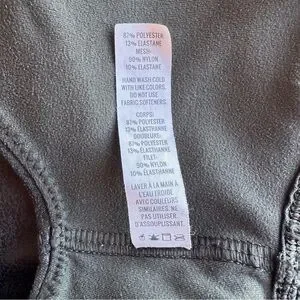 87% POLYESTER
13% ELASTANE
MESH:
90% NYLON
10% ELASTANE
HAND WASH COLD
WITH LIKE COLORS.
DO NOT USE
FABRIC SOFTENERS.
CORPS:
87% POLYESTER
13% ÉLASTHANNE
DOUBLURE:
87% POLYESTER
13% ÉLASTHANNE
FILET:
90% NYLON
10% ÉLASTHANNE
LAVER À LA MAIN À
L'EAU FROIDE
AVEC COULEURS
SIMILAIRES. NE
PAS UTILISER
D'ASSOUPLISSANT.